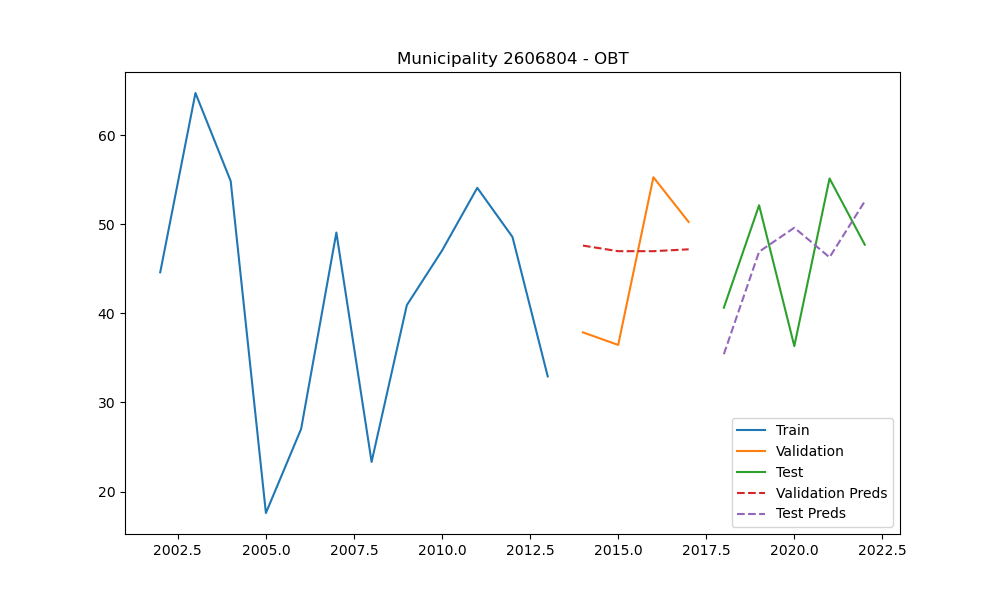 Municipality 2606804 - OBT
60
50
40
30
20
2002.5 2005.0 2007.5 2010.0 2012.5 2015.0 2017.5 2020.0 2022.5
Train
Validation
Test
Validation Preds
Test Preds